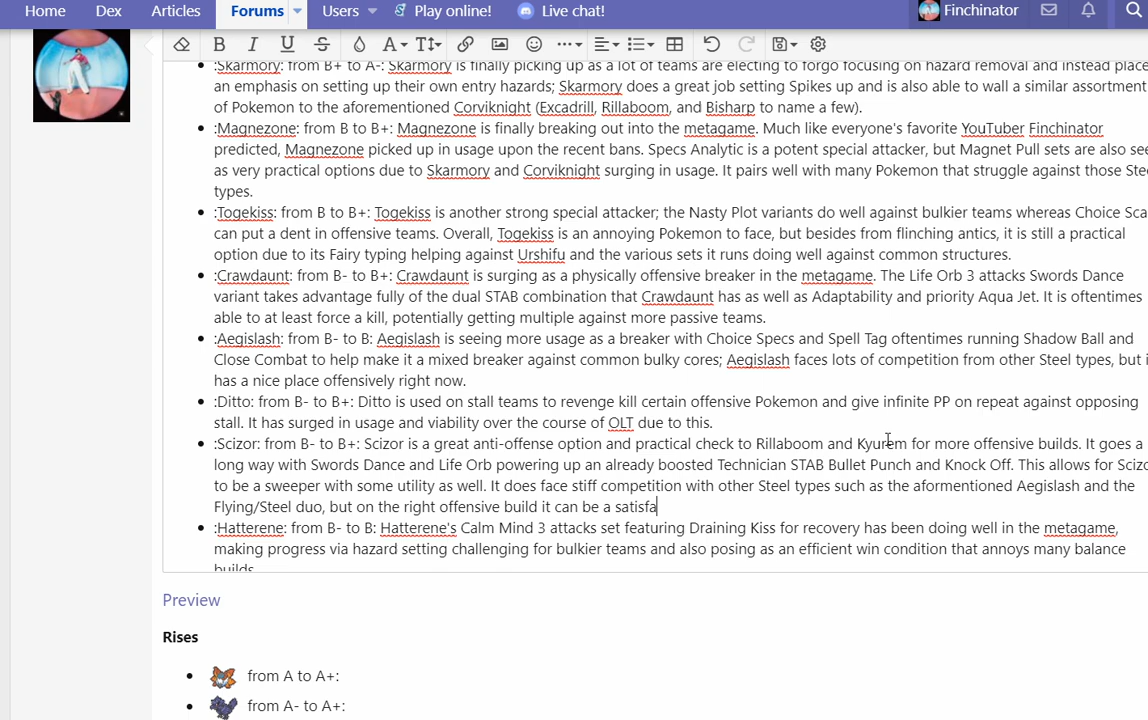 Home Dex Articles Forums Users Play online! Live chat! Finchinator
B I U S A T
:Skarmory: from B+ to A-: Skarmory is finally picking up as a lot of teams are electing to forgo focusing on hazard removal and instead place
an emphasis on setting up their own entry hazards; Skarmory does a great job setting Spikes up and is also able to wall a similar assortment
of Pokemon to the aforementioned Corviknight (Excadrill, Rillaboom, and Bisharp to name a few).
:Magnezone: from B to B+: Magnezone is finally breaking out into the metagame. Much like everyone's favorite YouTuber Finchinator
predicted, Magnezone picked up in usage upon the recent bans. Specs Analytic is a potent special attacker, but Magnet Pull sets are also see
as very practical options due to Skarmory and Corviknight surging in usage. It pairs well with many Pokemon that struggle against those Ste
types.
:Togekiss: from B to B+: Togekiss is another strong special attacker; the Nasty Plot variants do well against bulkier teams whereas Choice Sca
can put a dent in offensive teams. Overall, Togekiss is an annoying Pokemon to face, but besides from flinching antics, it is still a practical
option due to its Fairy typing helping against Urshifu and the various sets it runs doing well against common structures.
:Crawdaunt: from B- to B+: Crawdaunt is surging as a physically offensive breaker in the metagame. The Life Orb 3 attacks Swords Dance
variant takes advantage fully of the dual STAB combination that Crawdaunt has as well as Adaptability and priority Aqua Jet. It is oftentimes
able to at least force a kill, potentially getting multiple against more passive teams.
:Aegislash: from B- to B: Aegislash is seeing more usage as a breaker with Choice Specs and Spell Tag oftentimes running Shadow Ball and
Close Combat to help make it a mixed breaker against common bulky cores; Aegislash faces lots of competition from other Steel types, but i
has a nice place offensively right now.
:Ditto: from B- to B+: Ditto is used on stall teams to revenge kill certain offensive Pokemon and give infinite PP on repeat against opposing
stall. It has surged in usage and viability over the course of OLT due to this.
:Scizor: from B- to B+: Scizor is a great anti-offense option and practical check to Rillaboom and Kyurem for more offensive builds. It goes a
long way with Swords Dance and Life Orb powering up an already boosted Technician STAB Bullet Punch and Knock Off. This allows for Scizo
to be a sweeper with some utility as well. It does face stiff competition with other Steel types such as the aformentioned Aegislash and the
Flying/Steel duo, but on the right offensive build it can be a satisfa
:Hatterene: from B- to B: Hatterene's Calm Mind 3 attacks set featuring Draining Kiss for recovery has been doing well in the metagame,
making progress via hazard setting challenging for bulkier teams and also posing as an efficient win condition that annoys many balance
builds.
Preview
Rises
from A to A+:
from A- to A+: